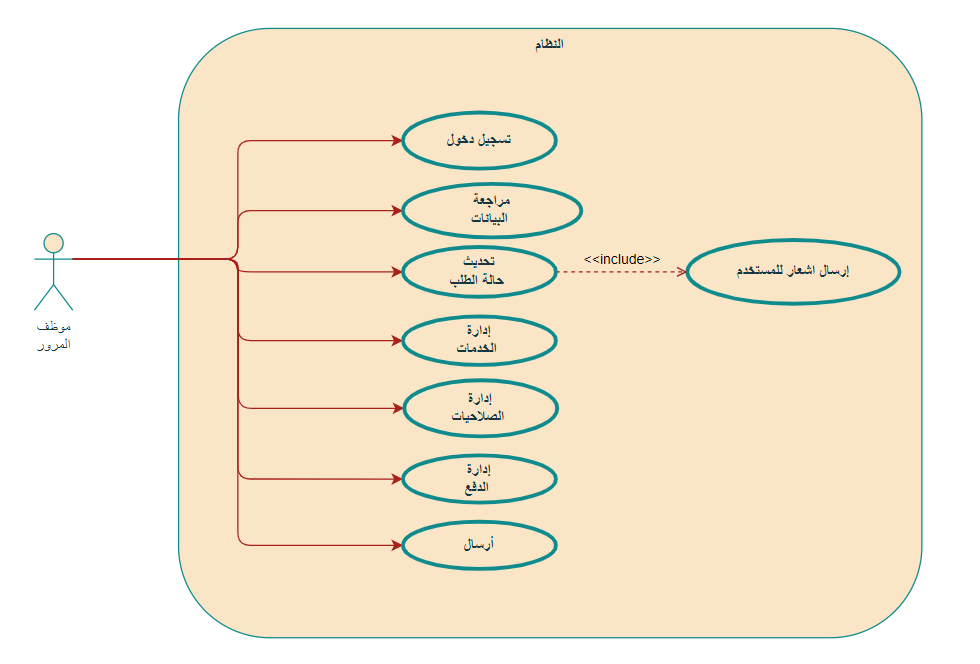 النظام
تسجيل دخول
مراجعة
البيانات
تحديث
حالة الطلب
<<include>>
إرسال اشعار للمستخدم
موظف
المرور
إدارة
الخدمات
إدارة
الصلاحيات
إدارة
الدفع
أرسال